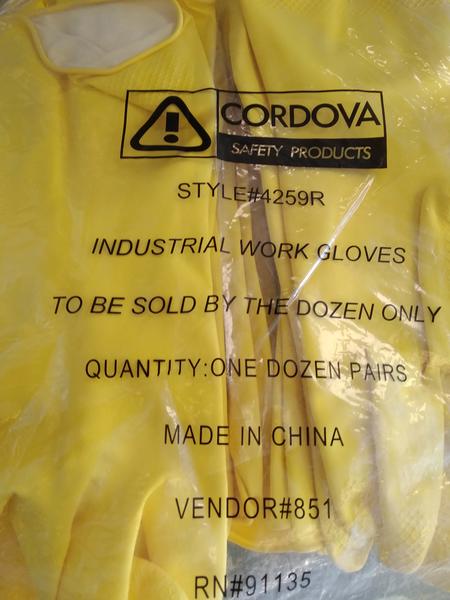 CORDOVA
SAFETY PRODUCTS
STYLE#4259R
INDUSTRIAL WORK GLOVES
TO BE SOLD BY THE DOZEN ONLY
QUANTITY:ONE DOZEN PAIRS
MADE IN CHINA
VENDOR#851
RN#91135